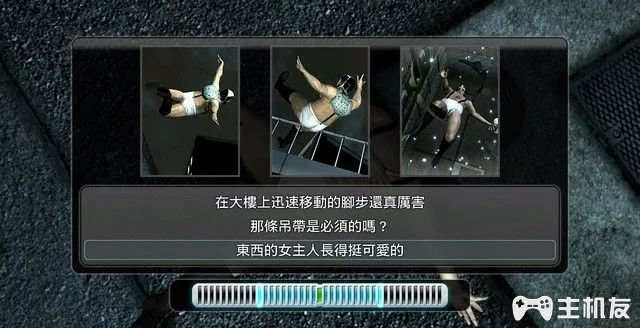 在大樓上迅速移動的腳步還真厲害
那條吊帶是必須的嗎？
東西的女主人長得挺可愛的
主机友